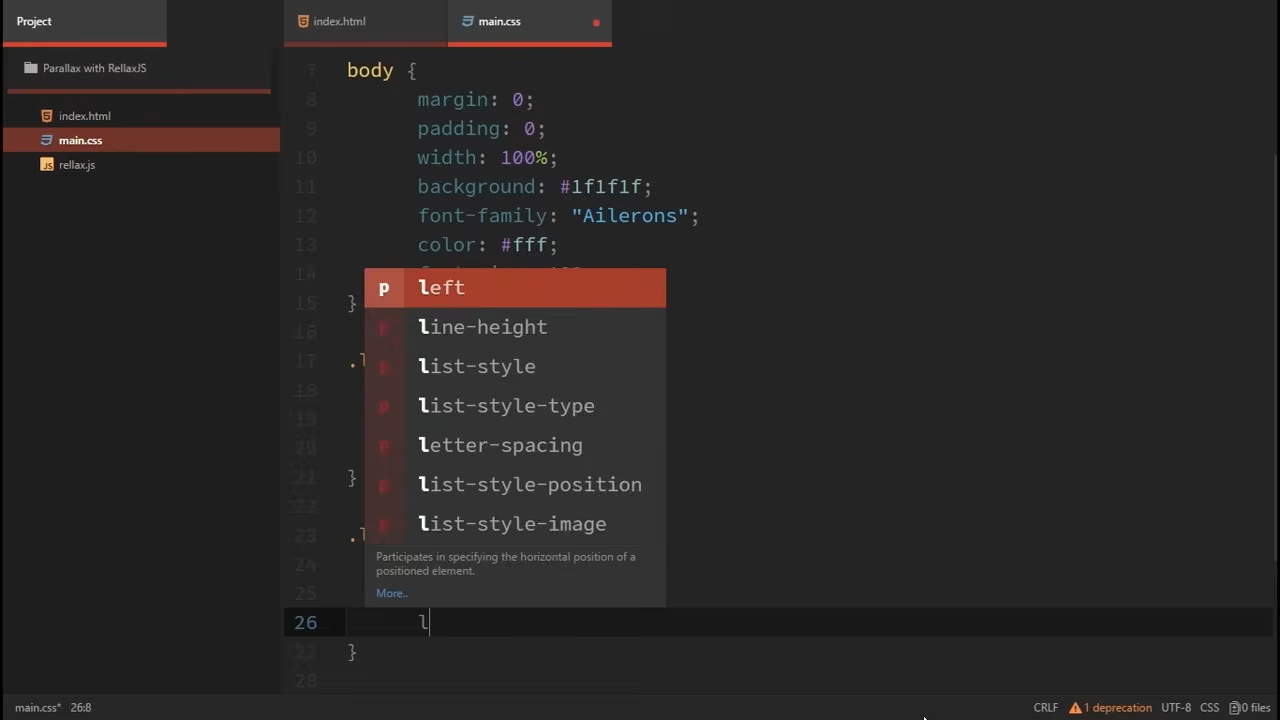 Project
index.html
main.css
Parallax with RellaxJS
index.html
main.css
rellax.js
7 body {
8 margin: 0;
9 padding: 0;
10 width: 100%;
11 background: #1f1f1f;
12 font-family: "Ailerons";
13 color: #fff;
14
15 }
16
17 .l
18
19
20
21 }
22
23 .l
24
25
26 l
27 }
28
p left
p line-height
p list-style
p list-style-type
p letter-spacing
p list-style-position
p list-style-image
Participates in specifying the horizontal position of a
positioned element.
More..
main.css* 26:8
CRLF 1 deprecation UTF-8 CSS 0 files